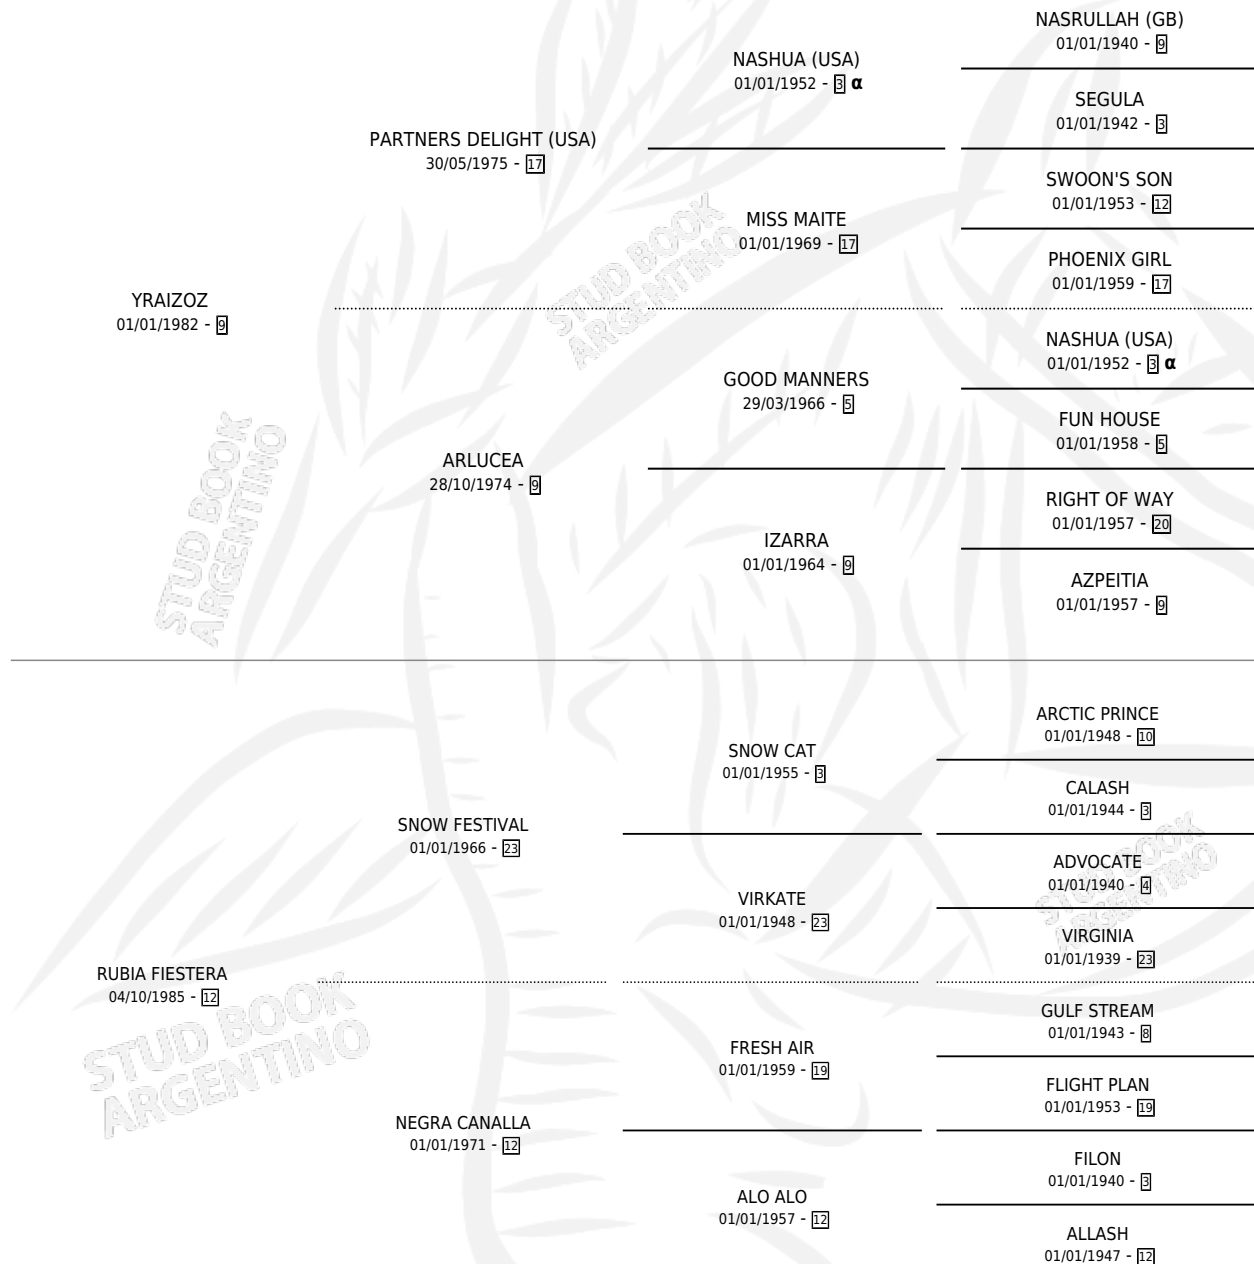 NASRULLAH (GB)
01/01/1940 - 9
NASHUA (USA)
01/01/1952 - 3 α
SEGULA
01/01/1942 - 3
PARTNERS DELIGHT (USA)
30/05/1975 - 17
SWOON'S SON
01/01/1953 - 12
MISS MAITE
01/01/1969 - 17
PHOENIX GIRL
01/01/1959 - 17
YRAIZOZ
01/01/1982 - 9
NASHUA (USA)
01/01/1952 - 3 α
GOOD MANNERS
29/03/1966 - 5
FUN HOUSE
01/01/1958 - 5
ARLUCEA
28/10/1974 - 9
RIGHT OF WAY
01/01/1957 - 20
IZARRA
01/01/1964 - 9
AZPEITIA
01/01/1957 - 9
ARCTIC PRINCE
01/01/1948 - 10
SNOW CAT
01/01/1955 - 3
CALASH
01/01/1944 - 3
SNOW FESTIVAL
01/01/1966 - 23
ADVOCATE
01/01/1940 - 4
VIRKATE
01/01/1948 - 23
VIRGINIA
01/01/1939 - 23
RUBIA FIESTERA
04/10/1985 - 12
GULF STREAM
01/01/1943 - 8
FRESH AIR
01/01/1959 - 19
FLIGHT PLAN
01/01/1953 - 19
NEGRA CANALLA
01/01/1971 - 12
FILON
01/01/1940 - 3
ALO ALO
01/01/1957 - 12
ALLASH
01/01/1947 - 12
STUD BOOK
ARGENTINO
STUD BOOK
ARGENTINO
STUD BOOK
ARGENTINO
STUD BOOK
ARGENTINO